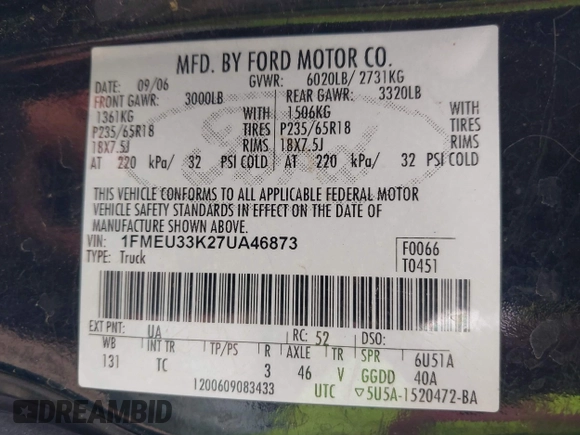 MFD. BY FORD MOTOR CO.
DATE: 09/06 GVWR: 6020LB/ 2731KG
FRONT GAWR: 3000LB REAR GAWR: 3320LB
1361KG WITH 1506KG WITH
P235/65R18 TIRES P235/65R18 TIRES
18X7.5J RIMS 18X7.5J RIMS
AT 220 kPa/ 32 PSI COLD AT 220 kPa/ 32 PSI COLD
Ford
THIS VEHICLE CONFORMS TO ALL APPLICABLE FEDERAL MOTOR
VEHICLE SAFETY STANDARDS IN EFFECT ON THE DATE OF
MANUFACTURE SHOWN ABOVE.
VIN: 1FMEU33K27UA46873 F0066
TYPE: Truck T0451
EXT PNT: UA RC: 52 DSO:
WB INT TR TP/PS R AXLE TR SPR 6U51A
131 TC 3 46 V GGDD 40A
1200609083433 UTC ▽5U5A-1520472-BA
DREAMBID